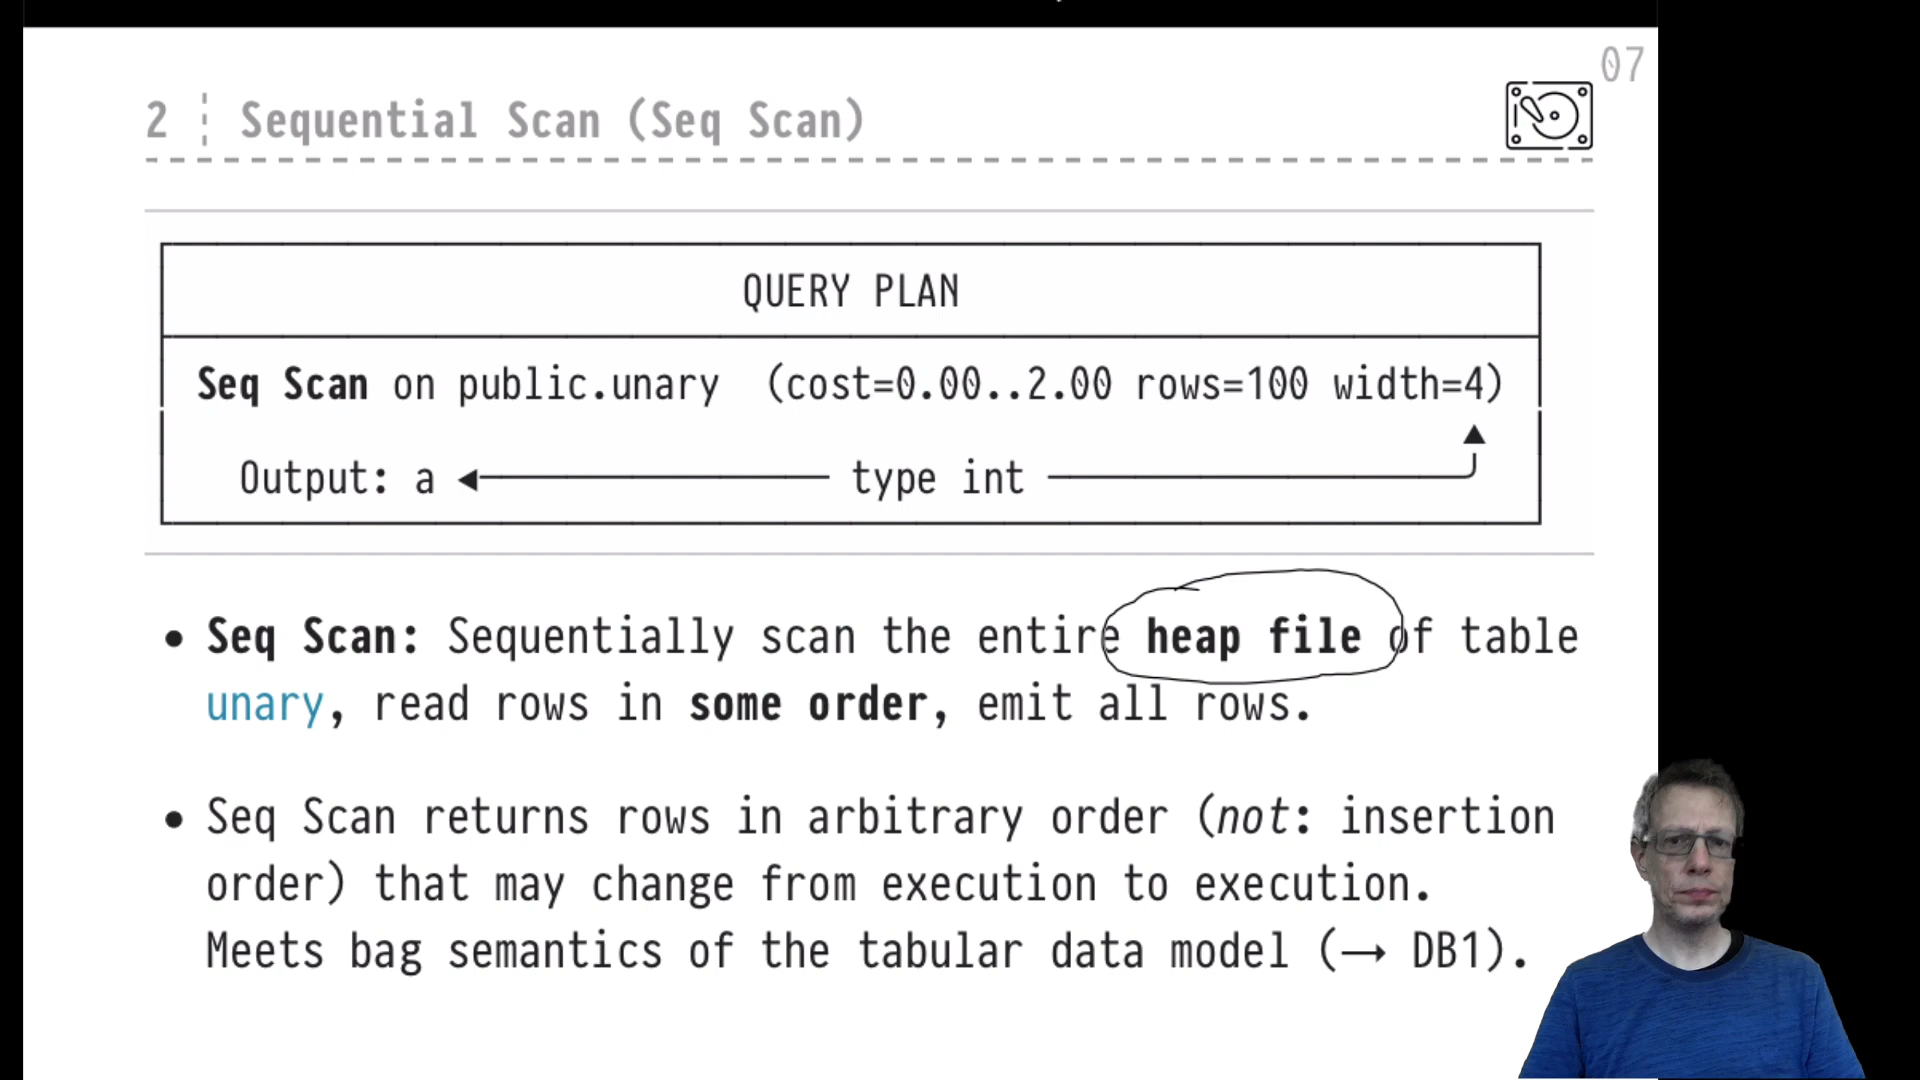 07
2 Sequential Scan (Seq Scan)
QUERY PLAN
Seq Scan on public.unary (cost=0.00..2.00 rows=100 width=4)
Output: a ◀ type int ▲
• Seq Scan: Sequentially scan the entire heap file of table
unary, read rows in some order, emit all rows.
• Seq Scan returns rows in arbitrary order (not: insertion
order) that may change from execution to execution.
Meets bag semantics of the tabular data model (→ DB1).